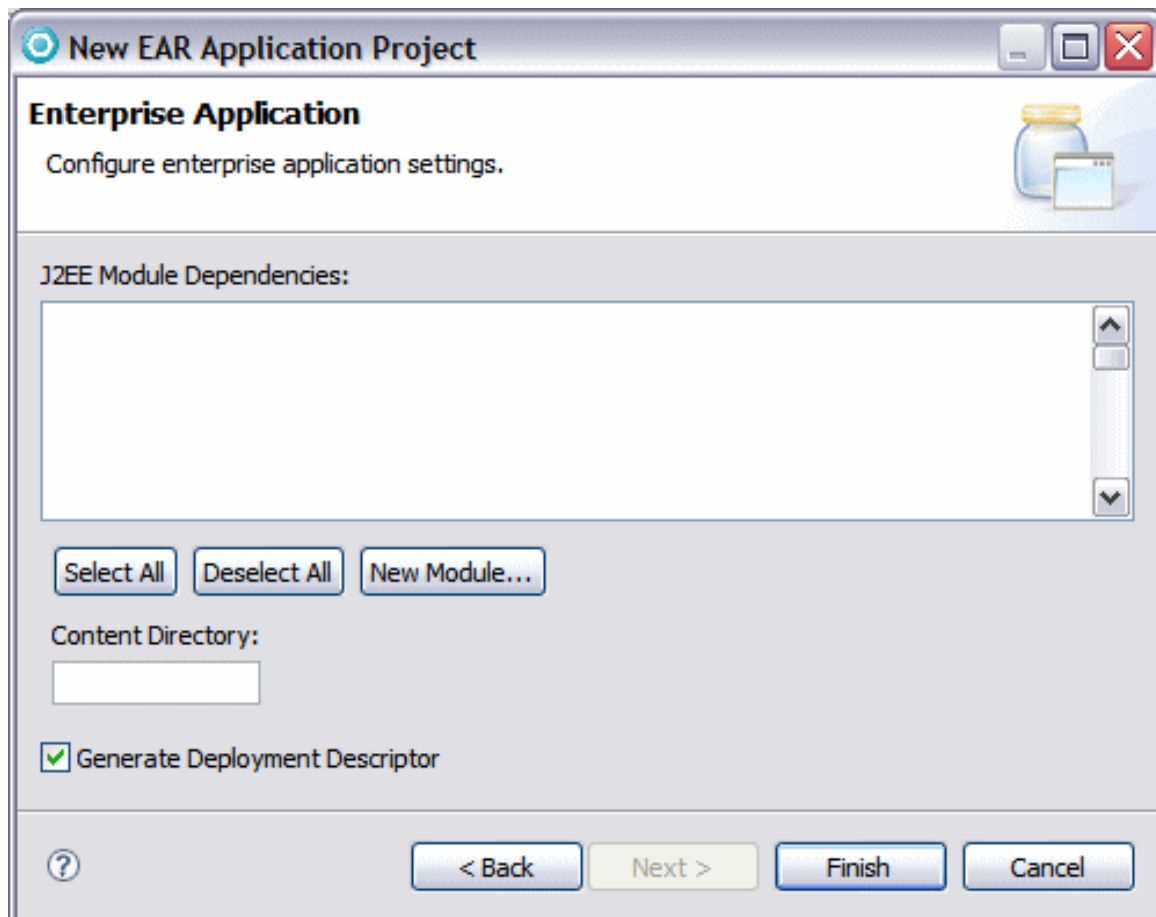 New EAR Application Project
Enterprise Application
Configure enterprise application settings.
J2EE Module Dependencies:
Select All Deselect All New Module...
Content Directory:
Generate Deployment Descriptor
? < Back Next > Finish Cancel